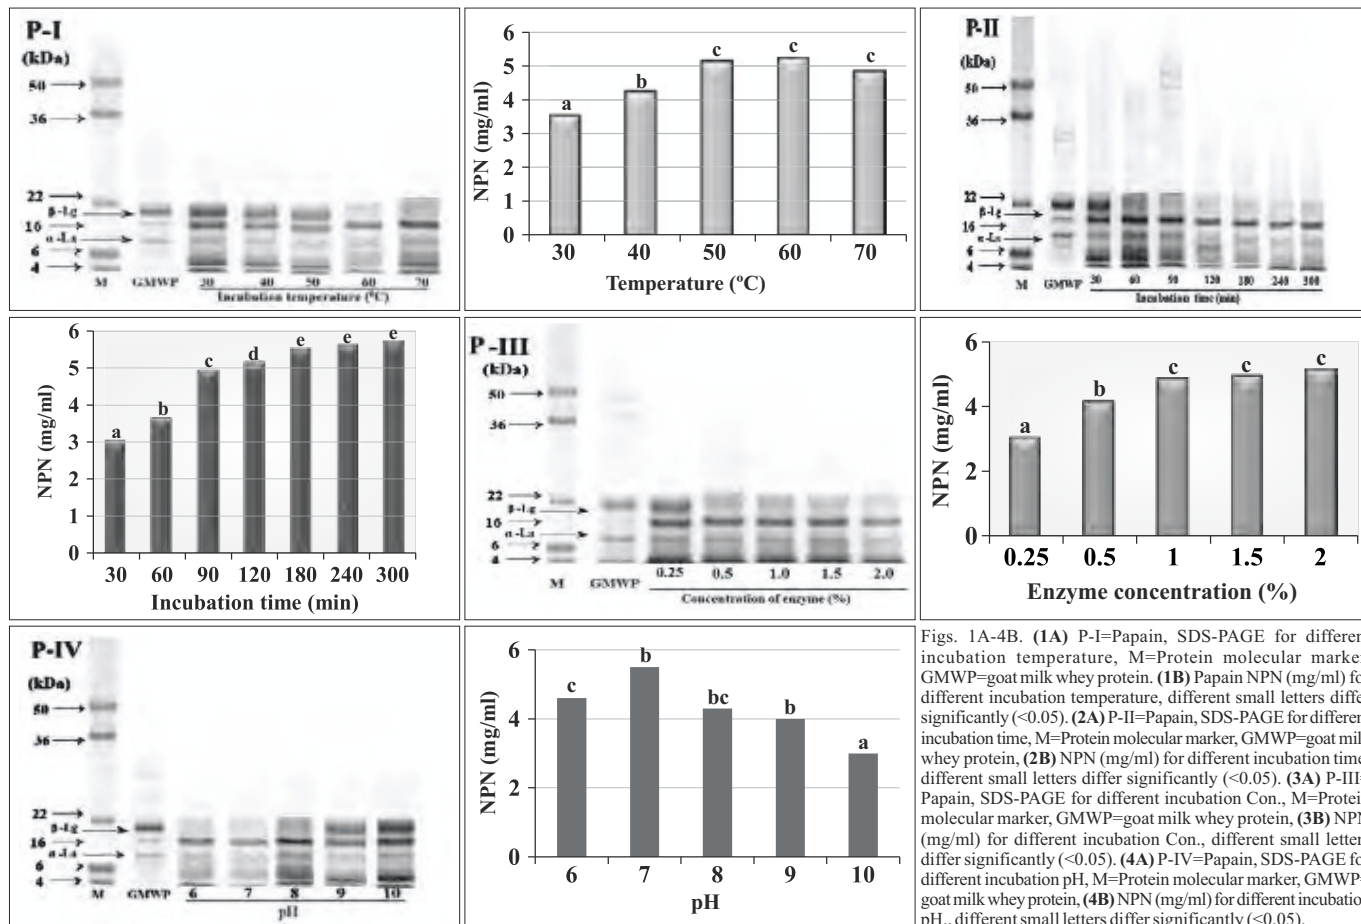 P-I
(kDa)
50
36
22
β-Lg
16
α-La
6
4
M GMWP 30 40 50 60 70
Incubation temperature (ºC)
6
5
4
3
2
1
0
NPN (mg/ml)
a b c c c
30 40 50 60 70
Temperature (ºC)
P-II
(kDa)
50
36
22
β-Lg
16
α-La
6
4
M GMWP 30 60 90 120 180 240 300
Incubation time (min)
6
5
4
3
2
1
0
NPN (mg/ml)
a b c d e e e
30 60 90 120 180 240 300
Incubation time (min)
P-III
(kDa)
50
36
22
β-Lg
16
α-La
6
4
M GMWP 0.25 0.5 1.0 1.5 2.0
Concentration of enzyme (%)
6
4
2
0
NPN (mg/ml)
a b c c c
0.25 0.5 1 1.5 2
Enzyme concentration (%)
P-IV
(kDa)
50
36
22
β-Lg
16
α-La
6
4
M GMWP 6 7 8 9 10
pH
6
4
2
0
NPN (mg/ml)
c b bc b a
6 7 8 9 10
pH
Figs. 1A-4B. (1A) P-I=Papain, SDS-PAGE for differen
incubation temperature, M=Protein molecular marker
GMWP=goat milk whey protein. (1B) Papain NPN (mg/ml) fo
different incubation temperature, different small letters diffe
significantly (<0.05). (2A) P-II=Papain, SDS-PAGE for differen
incubation time, M=Protein molecular marker, GMWP=goat mil
whey protein, (2B) NPN (mg/ml) for different incubation time
different small letters differ significantly (<0.05). (3A) P-III=
Papain, SDS-PAGE for different incubation Con., M=Protei
molecular marker, GMWP=goat milk whey protein, (3B) NPN
(mg/ml) for different incubation Con., different small letter
differ significantly (<0.05). (4A) P-IV=Papain, SDS-PAGE fo
different incubation pH, M=Protein molecular marker, GMWP=
goat milk whey protein, (4B) NPN (mg/ml) for different incubatio
pH., different small letters differ significantly (<0.05).